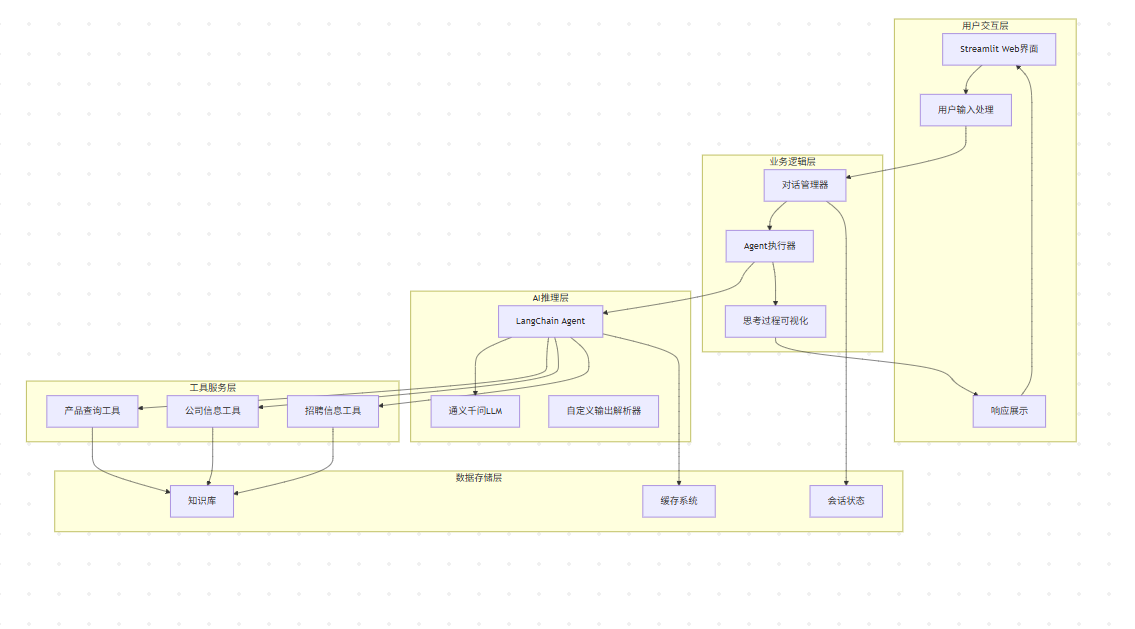 用户交互层
Streamlit Web界面
用户输入处理
业务逻辑层
对话管理器
Agent执行器
思考过程可视化
响应展示
AI推理层
LangChain Agent
通义千问LLM
自定义输出解析器
工具服务层
产品查询工具
公司信息工具
招聘信息工具
数据存储层
知识库
缓存系统
会话状态